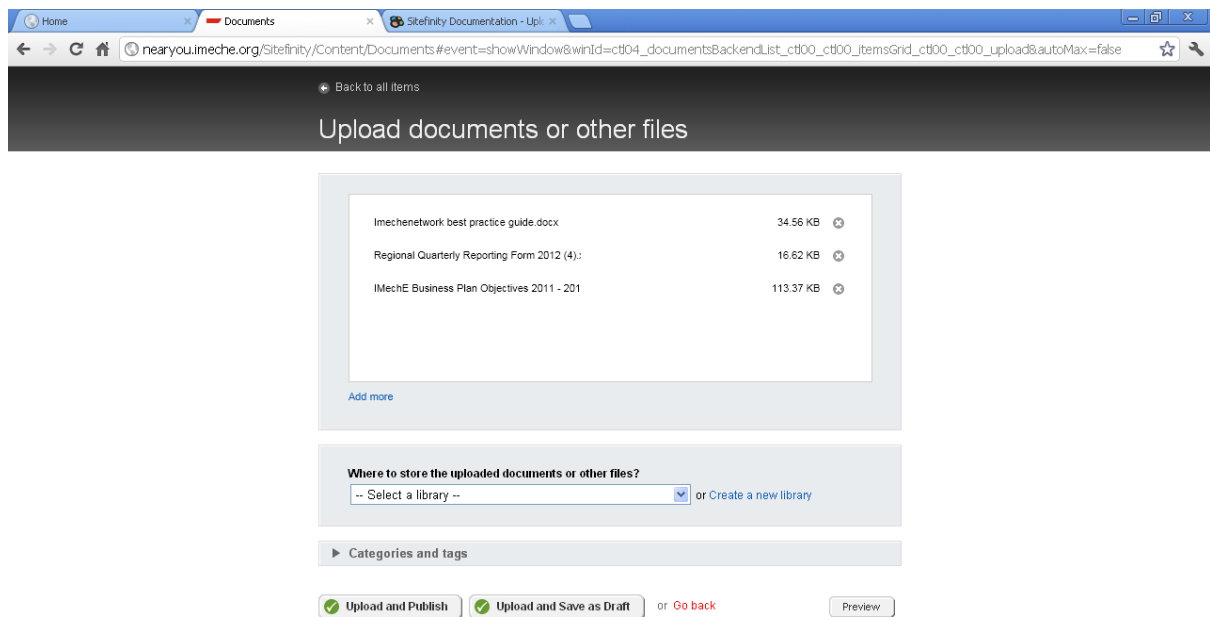 Home
Documents
Sitefinity Documentation - Upl
nearyou.imeche.org/Sitefinity/Content/Documents#event=showWindow&winId=ctl04_documentsBackendList_ctl00_ctl00_itemsGrid_ctl00_ctl00_upload&autoMax=false
Back to all items
Upload documents or other files
Imechenetwork best practice guide.docx 34.56 KB
Regional Quarterly Reporting Form 2012 (4).: 16.62 KB
IMechE Business Plan Objectives 2011 - 201 113.37 KB
Add more
Where to store the uploaded documents or other files?
-- Select a library -- or Create a new library
Categories and tags
Upload and Publish Upload and Save as Draft or Go back Preview